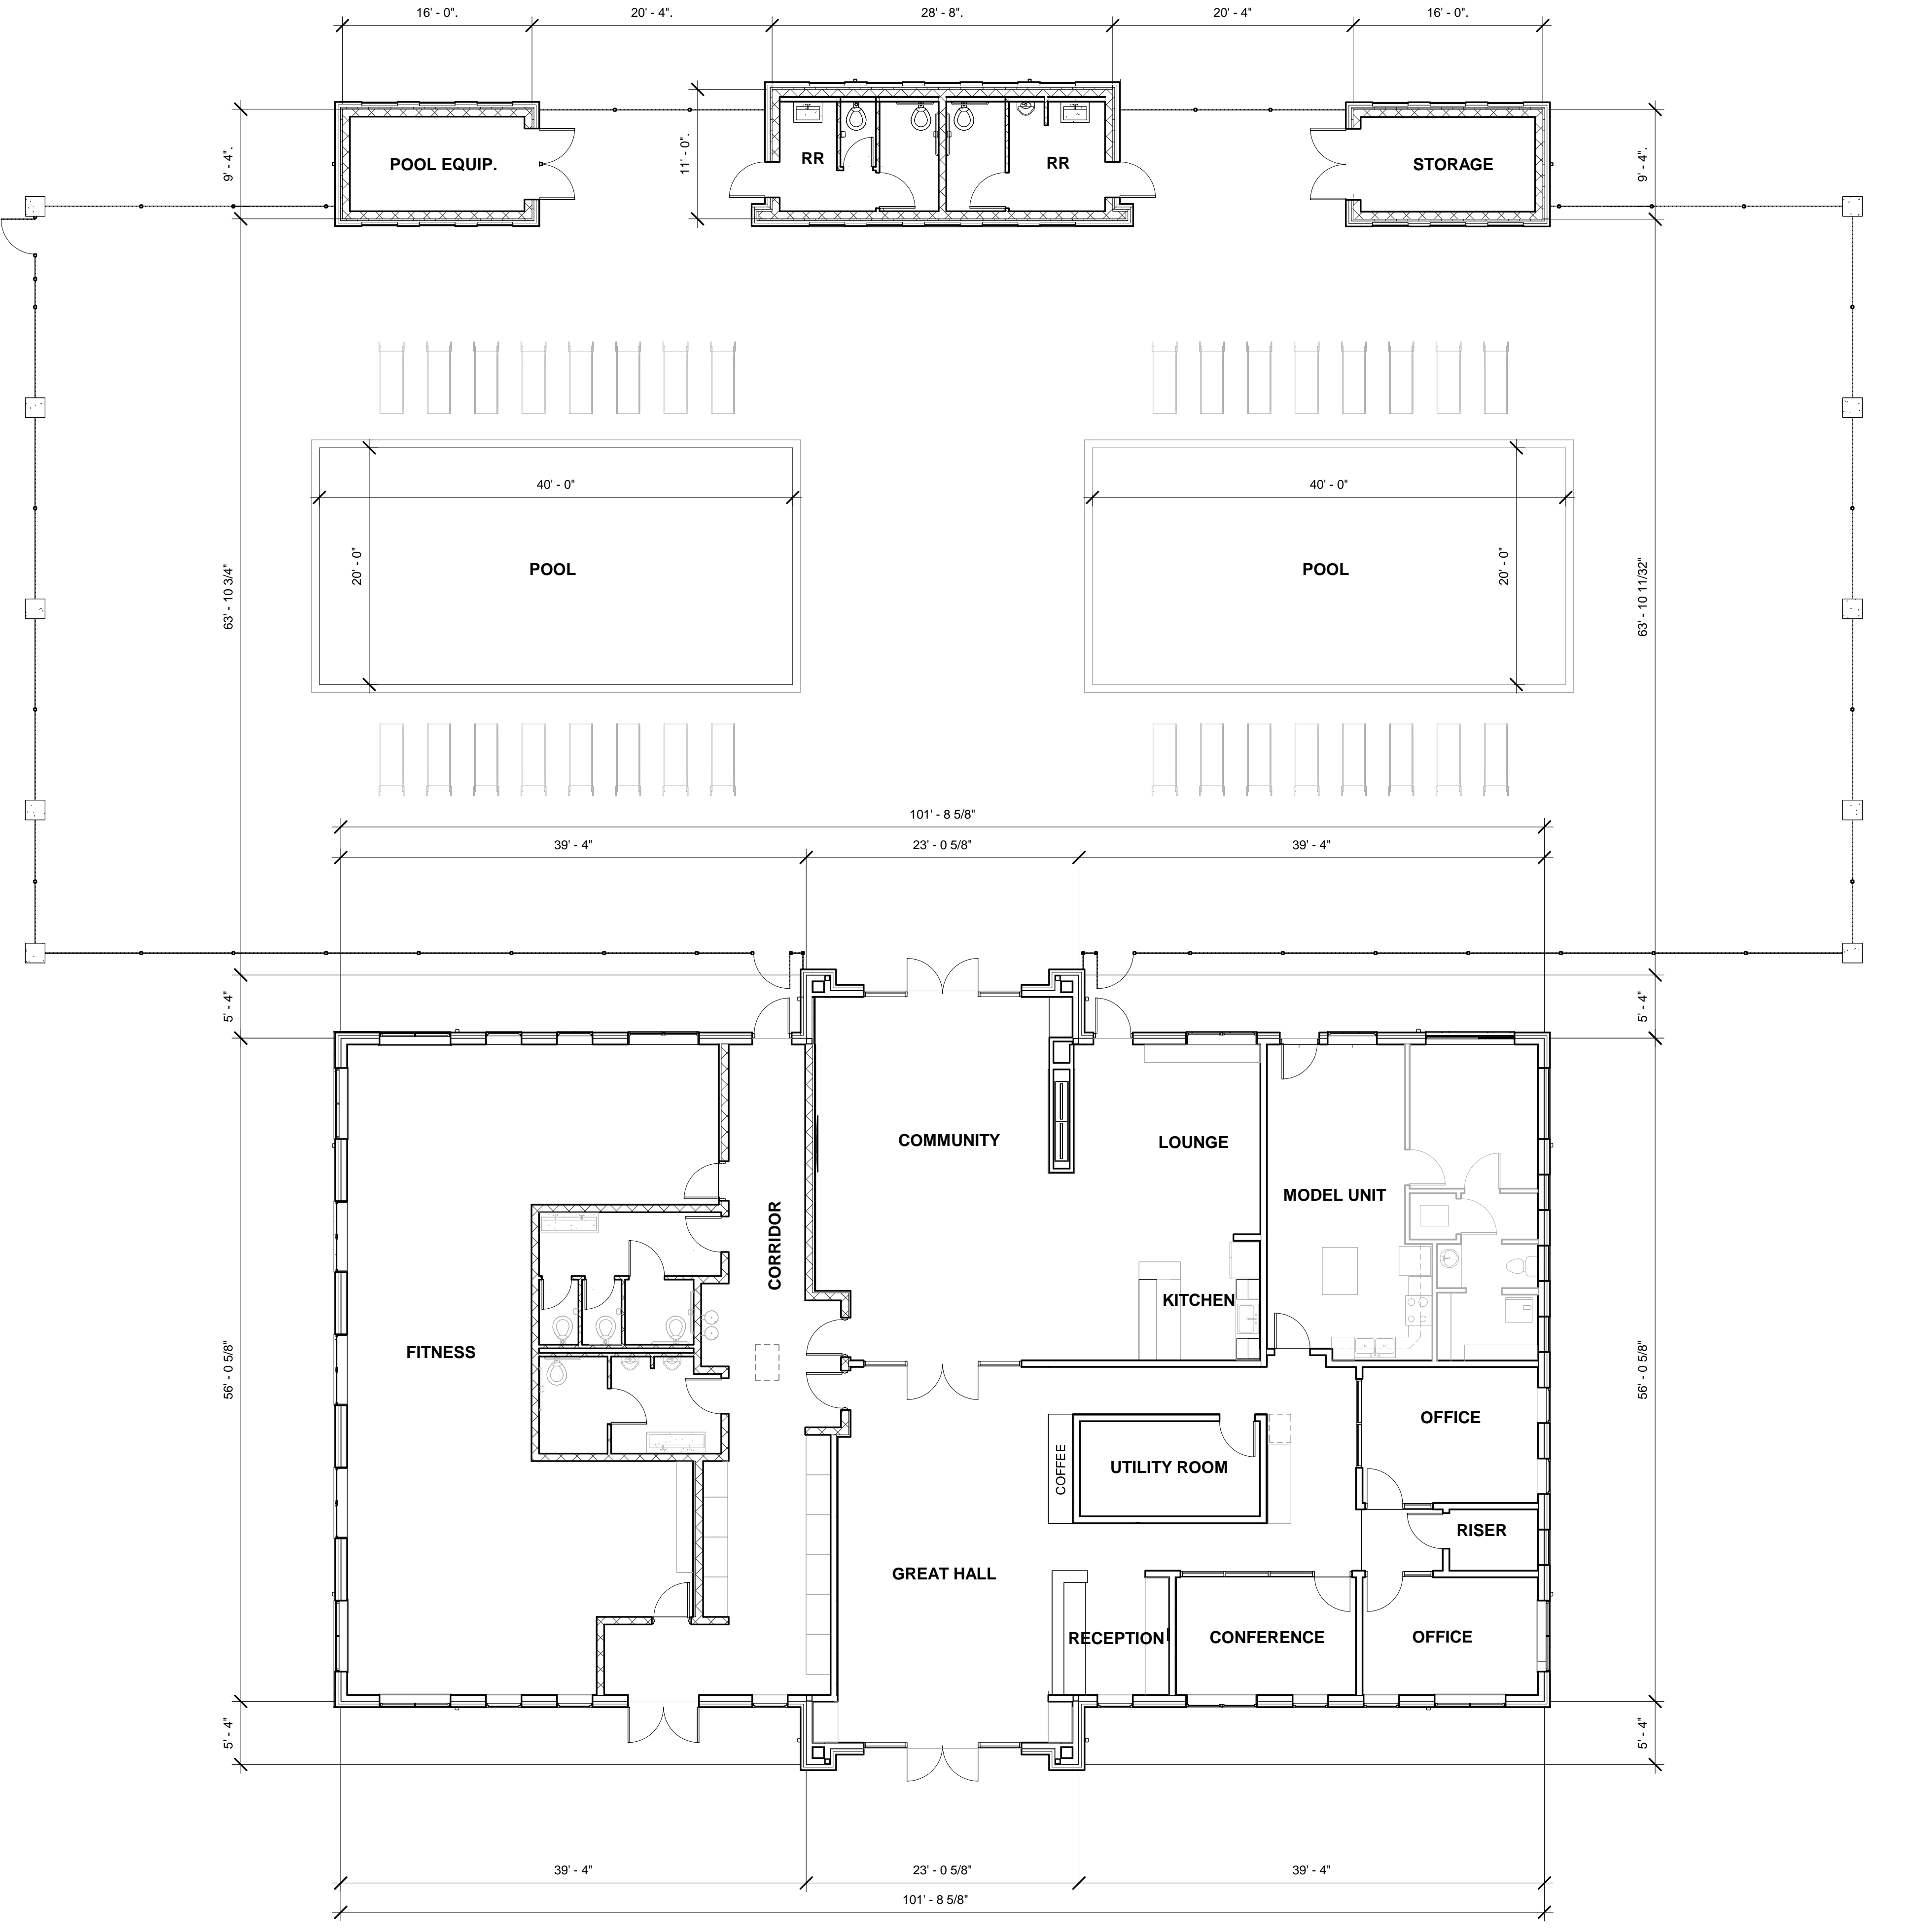 16' - 0".
20' - 4".
28' - 8".
20' - 4"
16' - 0".
9' - 4".
11' - 0".
9' - 4".
POOL EQUIP.
RR
RR
STORAGE
40' - 0"
40' - 0"
20' - 0"
20' - 0"
POOL
POOL
63' - 10 3/4"
63' - 10 11/32"
101' - 8 5/8"
39' - 4"
23' - 0 5/8"
39' - 4"
5' - 4"
5' - 4"
COMMUNITY
LOUNGE
MODEL UNIT
CORRIDOR
KITCHEN
FITNESS
56' - 0 5/8"
56' - 0 5/8"
OFFICE
COFFEE
UTILITY ROOM
RISER
GREAT HALL
RECEPTION
CONFERENCE
OFFICE
5' - 4"
5' - 4"
39' - 4"
23' - 0 5/8"
39' - 4"
101' - 8 5/8"